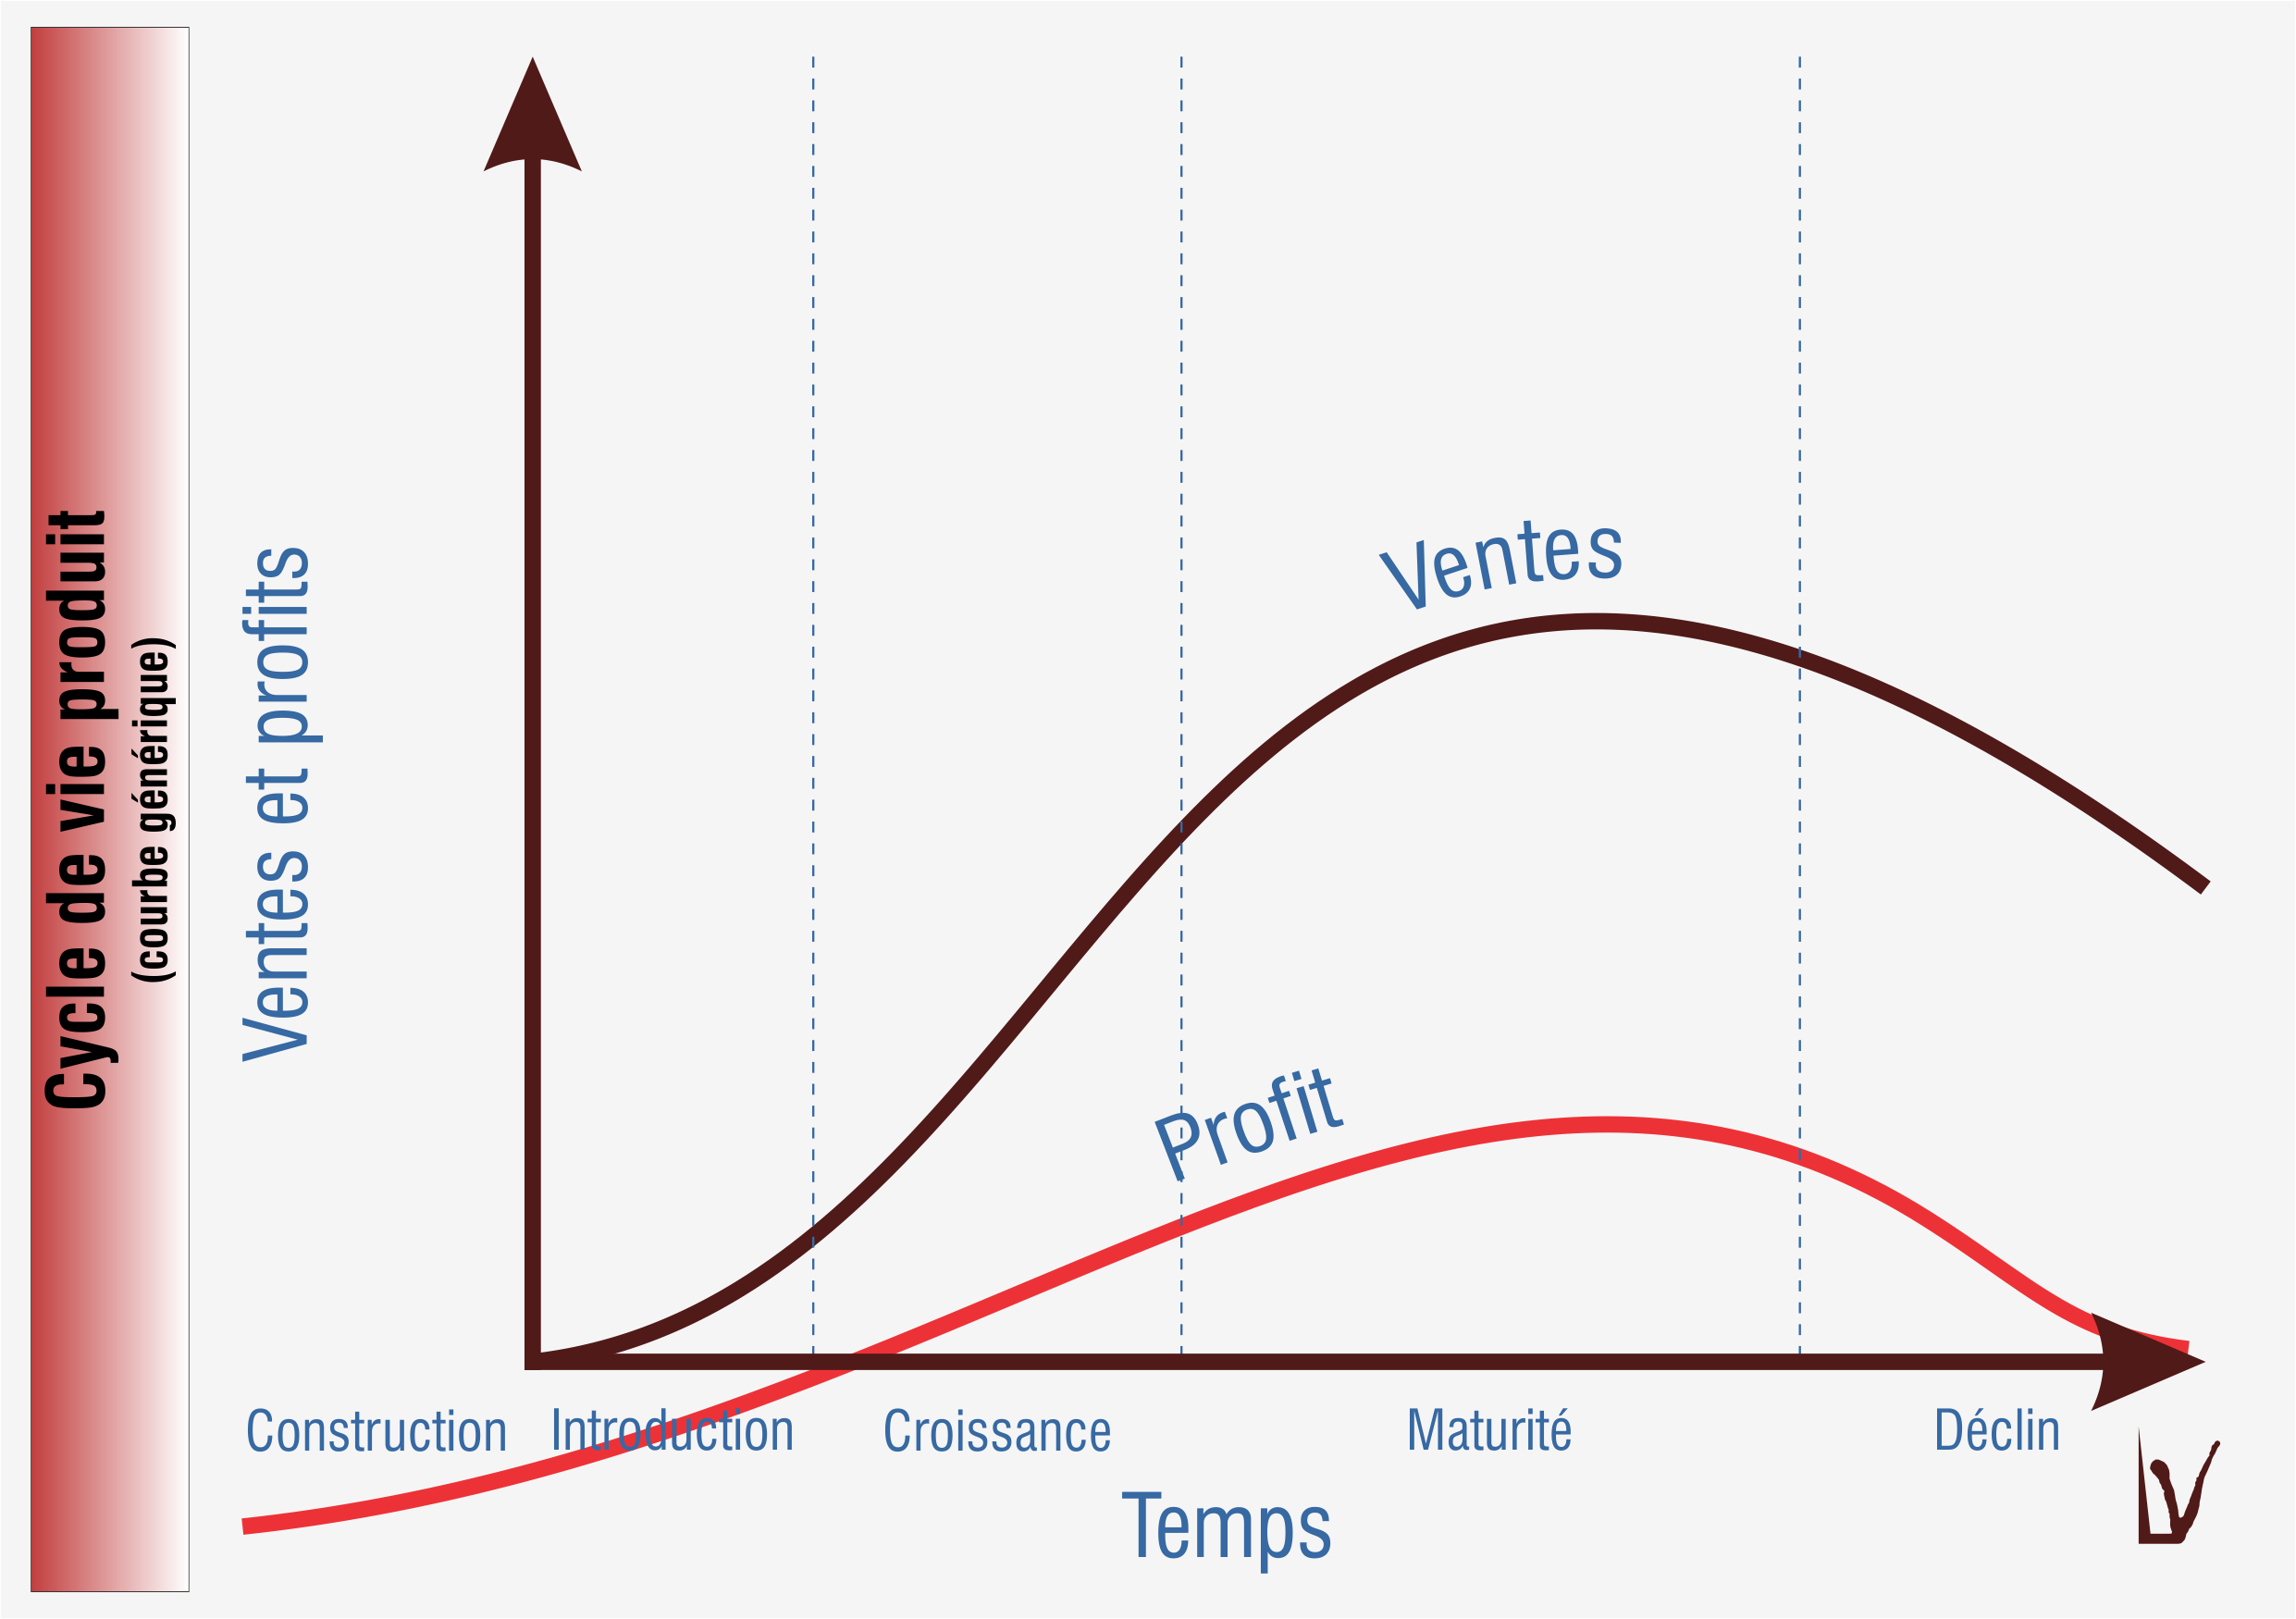 Cycle de vie produit
(courbe générique)
Ventes et profits
Ventes
Profit
Construction
Introduction
Croissance
Maturité
Déclin
Temps